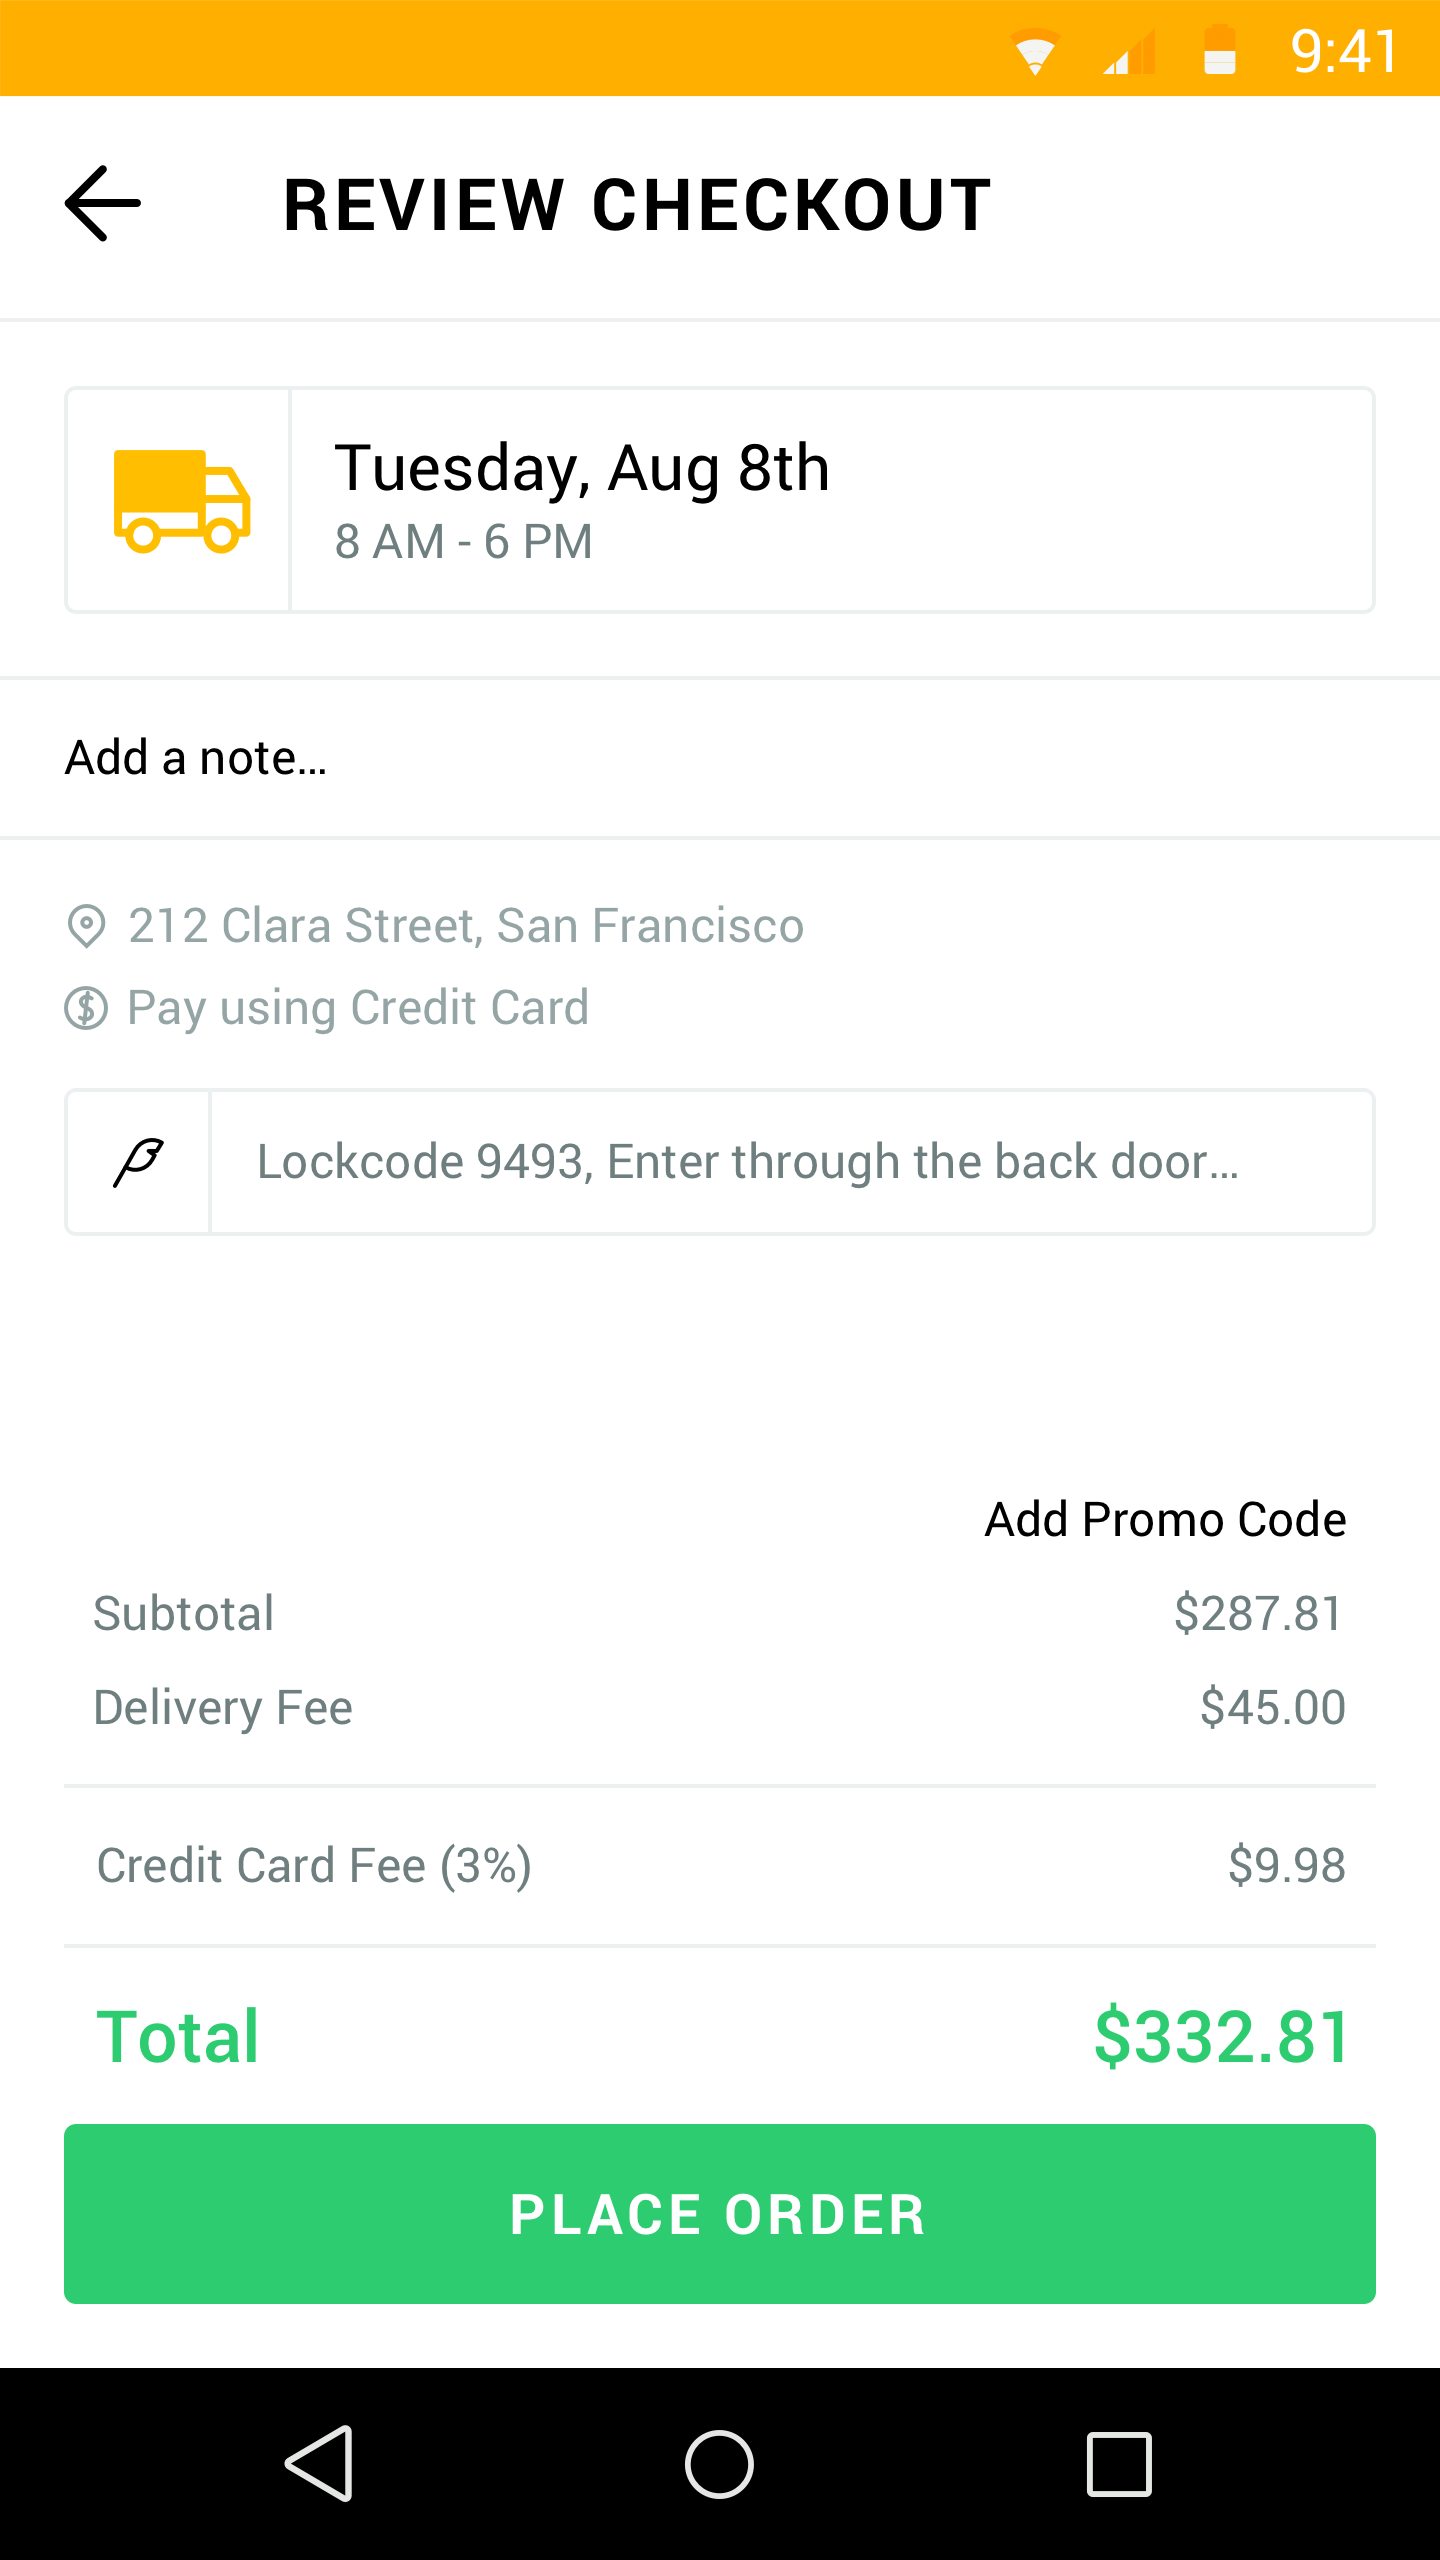 9:41
REVIEW CHECKOUT
Tuesday, Aug 8th
8 AM - 6 PM
Add a note...
212 Clara Street, San Francisco
Pay using Credit Card
Lockcode 9493, Enter through the back door...
Add Promo Code
Subtotal $287.81
Delivery Fee $45.00
Credit Card Fee (3%) $9.98
Total $332.81
PLACE ORDER